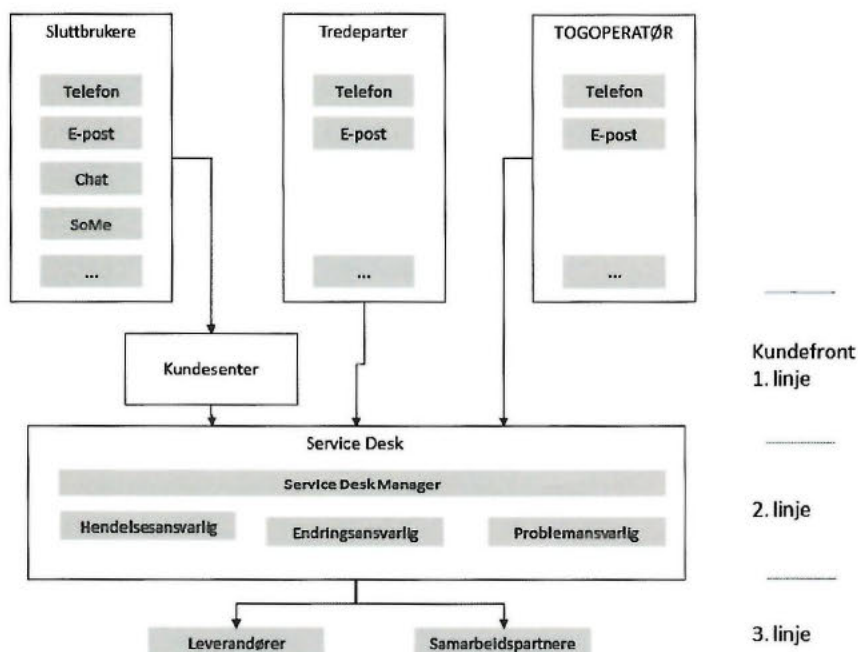 Sluttbrukere
Telefon
E-post
Chat
SoMe
...
Tredeparter
Telefon
E-post
...
TOGOPERATØR
Telefon
E-post
...
Kundesenter
Kundefront
1. linje
Service Desk
Service Desk Manager
Hendelsesansvarlig
Endringsansvarlig
Problemansvarlig
2. linje
Leverandører
Samarbeidspartnere
3. linje